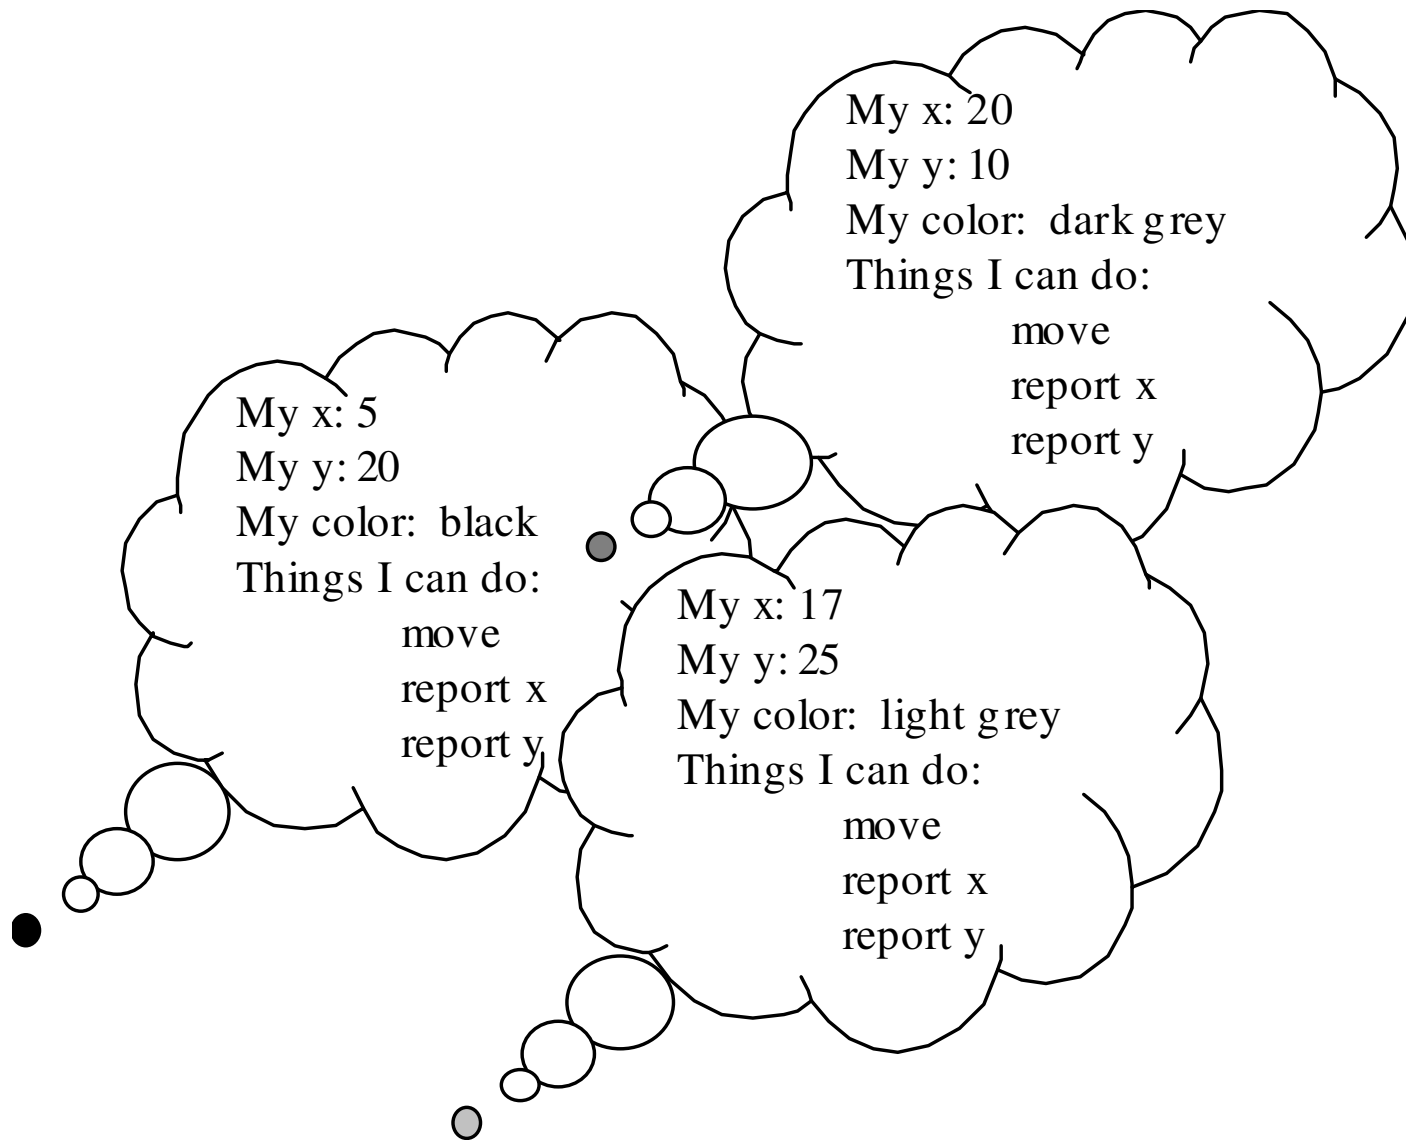 My x: 20
My y: 10
My color: dark grey
Things I can do:
move
report x
report y
My x: 5
My y: 20
My color: black
Things I can do:
move
report x
report y
My x: 17
My y: 25
My color: light grey
Things I can do:
move
report x
report y